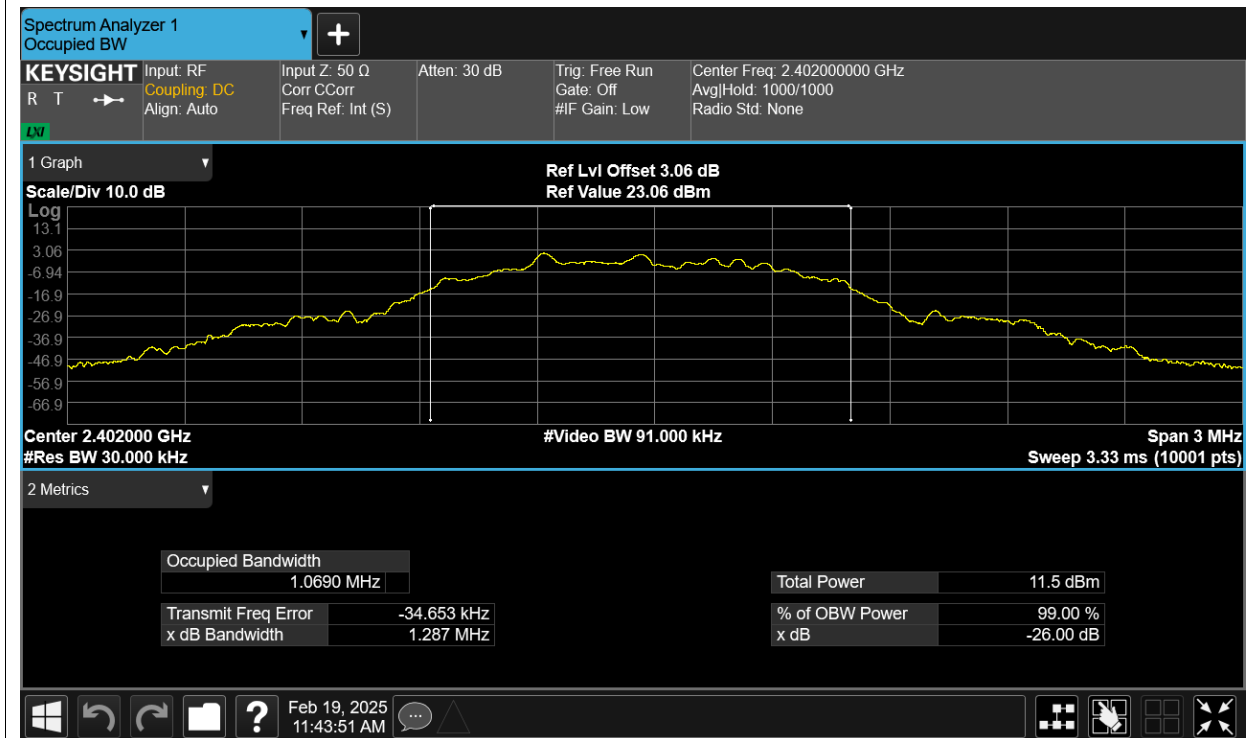 Spectrum Analyzer 1
Occupied BW
KEYSIGHT
R T
LXI
Input: RF
Coupling: DC
Align: Auto
Input Z: 50 Ω
Corr CCorr
Freq Ref: Int (S)
Atten: 30 dB
Trig: Free Run
Gate: Off
#IF Gain: Low
Center Freq: 2.402000000 GHz
Avg|Hold: 1000/1000
Radio Std: None
1 Graph
Scale/Div 10.0 dB
Ref Lvl Offset 3.06 dB
Ref Value 23.06 dBm
Log
13.1
3.06
-6.94
-16.9
-26.9
-36.9
-46.9
-56.9
-66.9
Center 2.402000 GHz
#Video BW 91.000 kHz
Span 3 MHz
#Res BW 30.000 kHz
Sweep 3.33 ms (10001 pts)
2 Metrics
Occupied Bandwidth
1.0690 MHz
Total Power 11.5 dBm
Transmit Freq Error -34.653 kHz
% of OBW Power 99.00 %
x dB Bandwidth 1.287 MHz
x dB -26.00 dB
?
Feb 19, 2025
11:43:51 AM